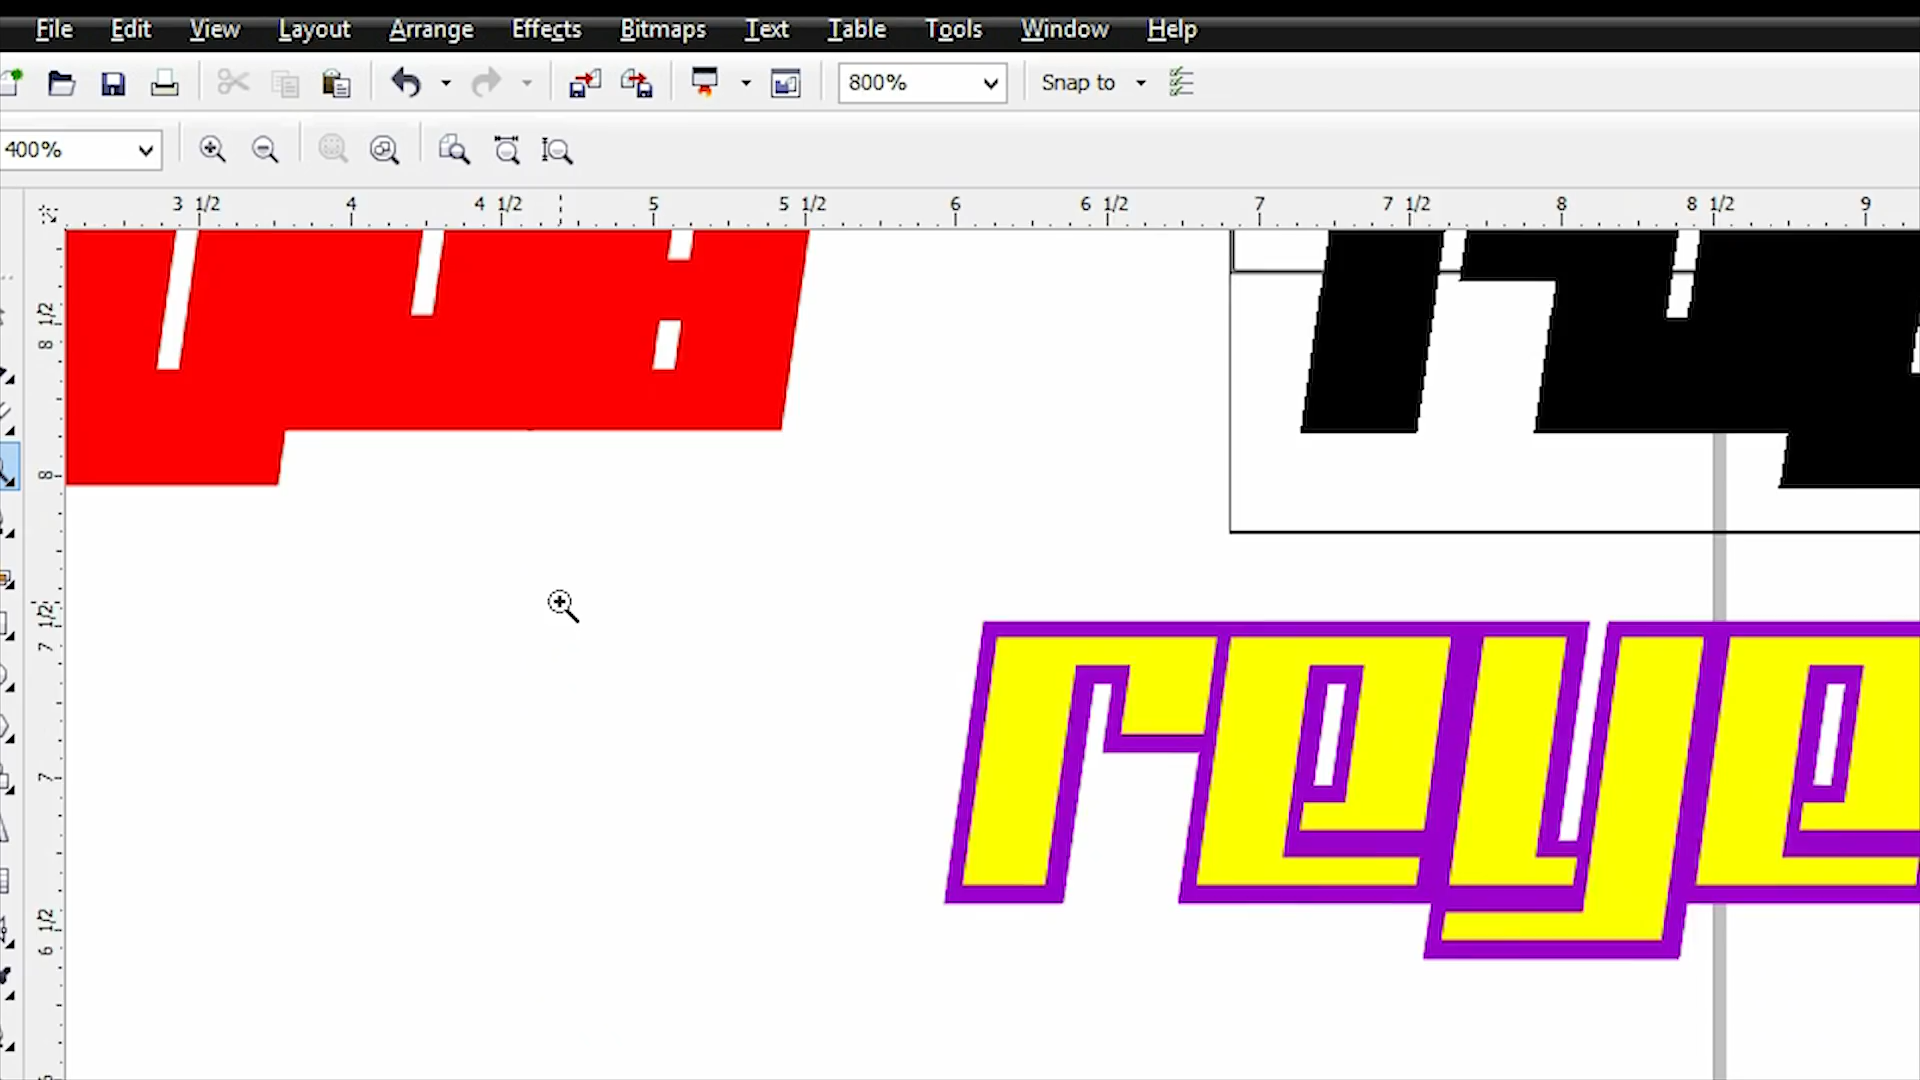 File Edit View Layout Arrange Effects Bitmaps Text Table Tools Window Help
800% Snap to
400%
3 1/2 4 4 1/2 5 5 1/2 6 6 1/2 7 7 1/2 8 8 1/2 9
8 1/2
8
7 1/2
7
6 1/2
reye